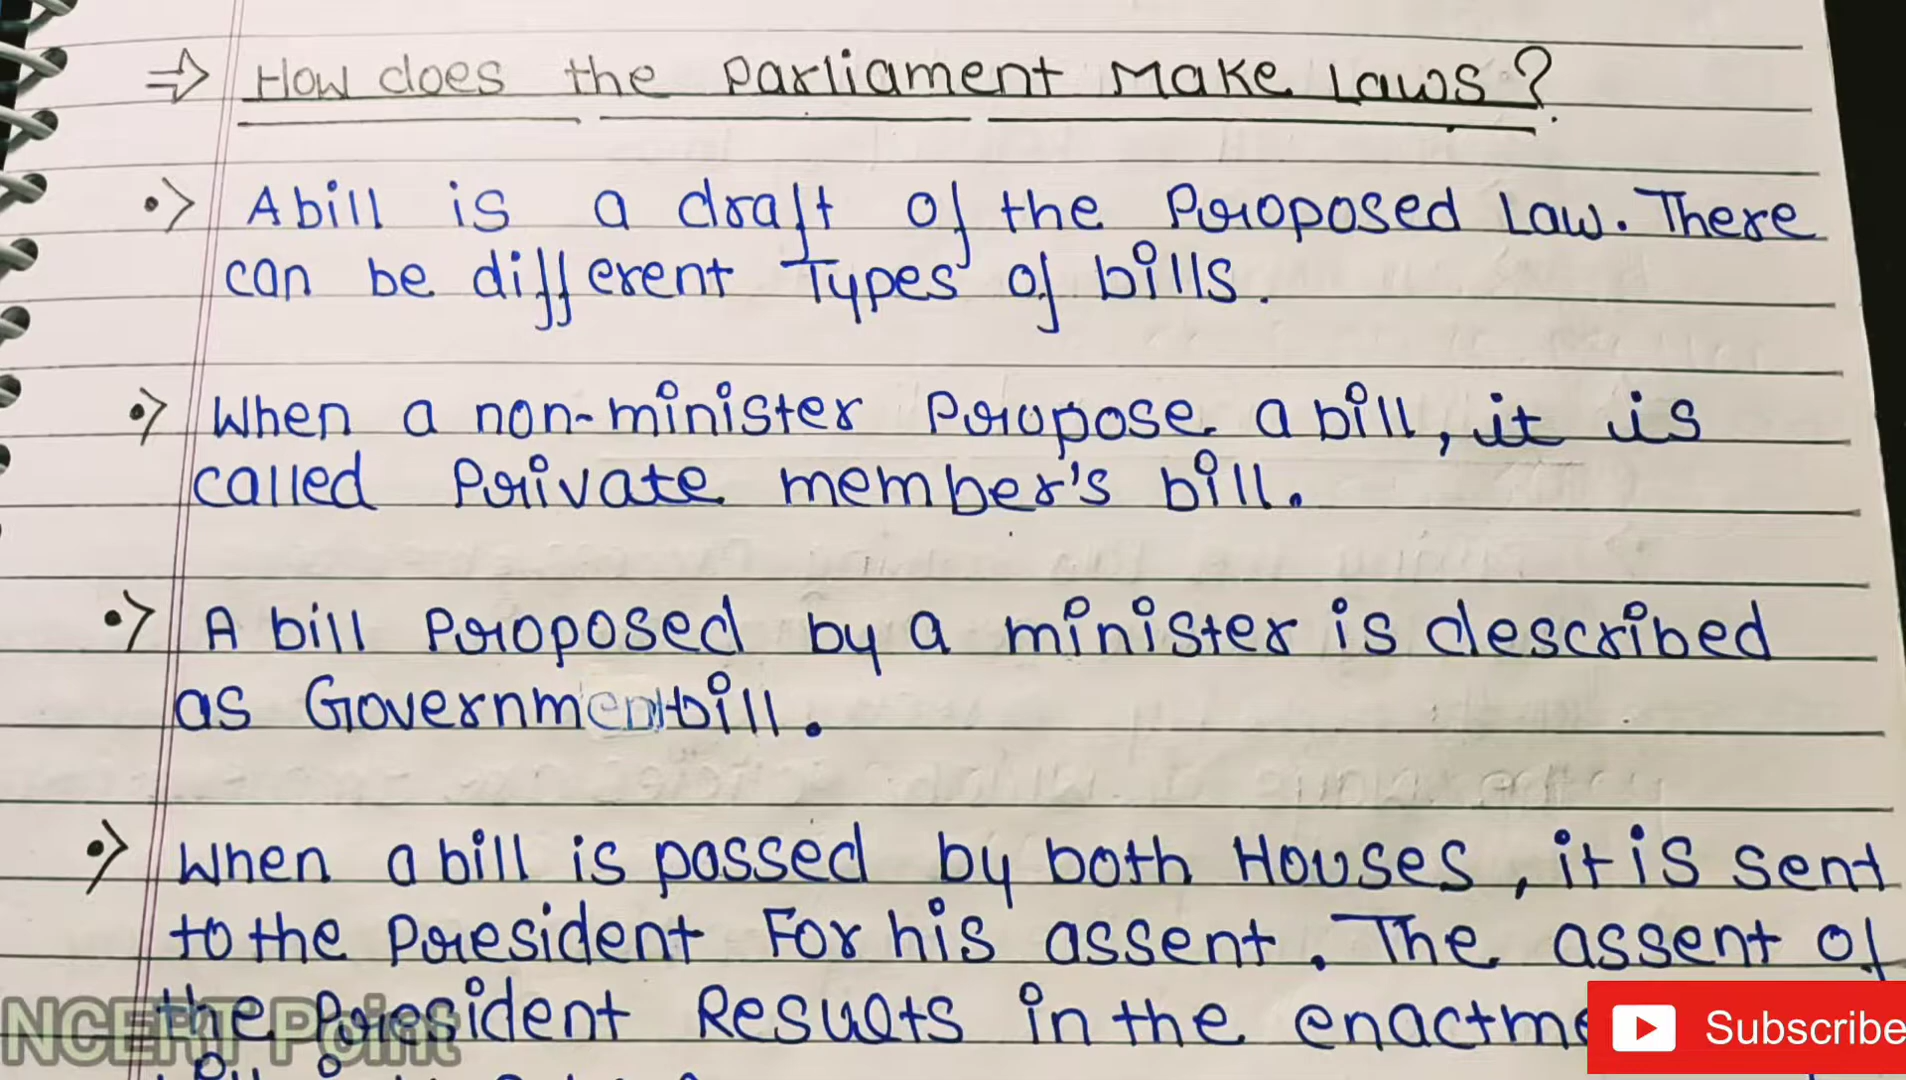 ⇒ How does the Parliament Make Laws?
•> A bill is a draft of the Proposed Law. There
can be different Types of bills.
•> When a non-minister Propose a bill, it is
called Private member's bill.
•> A bill Proposed by a minister is described
as Government bill.
•> When a bill is passed by both Houses, it is sent
to the President For his assent. The assent of
the President Results in the enactme
NCERT Point
Subscribe